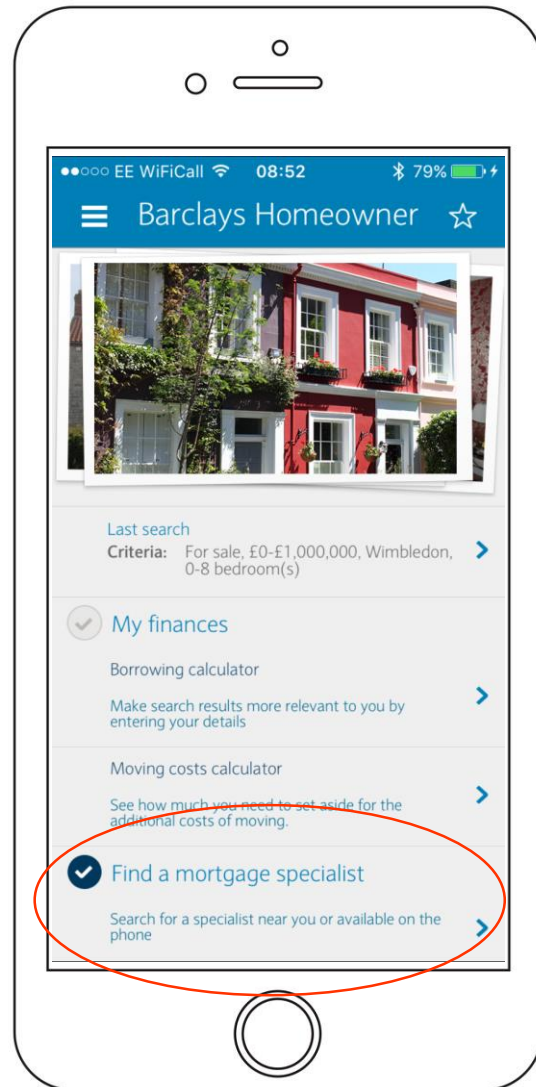 EE WiFiCall 08:52 79%
Barclays Homeowner
Last search
Criteria: For sale, £0-£1,000,000, Wimbledon,
0-8 bedroom(s)
My finances
Borrowing calculator
Make search results more relevant to you by
entering your details
Moving costs calculator
See how much you need to set aside for the
additional costs of moving.
Find a mortgage specialist
Search for a specialist near you or available on the
phone